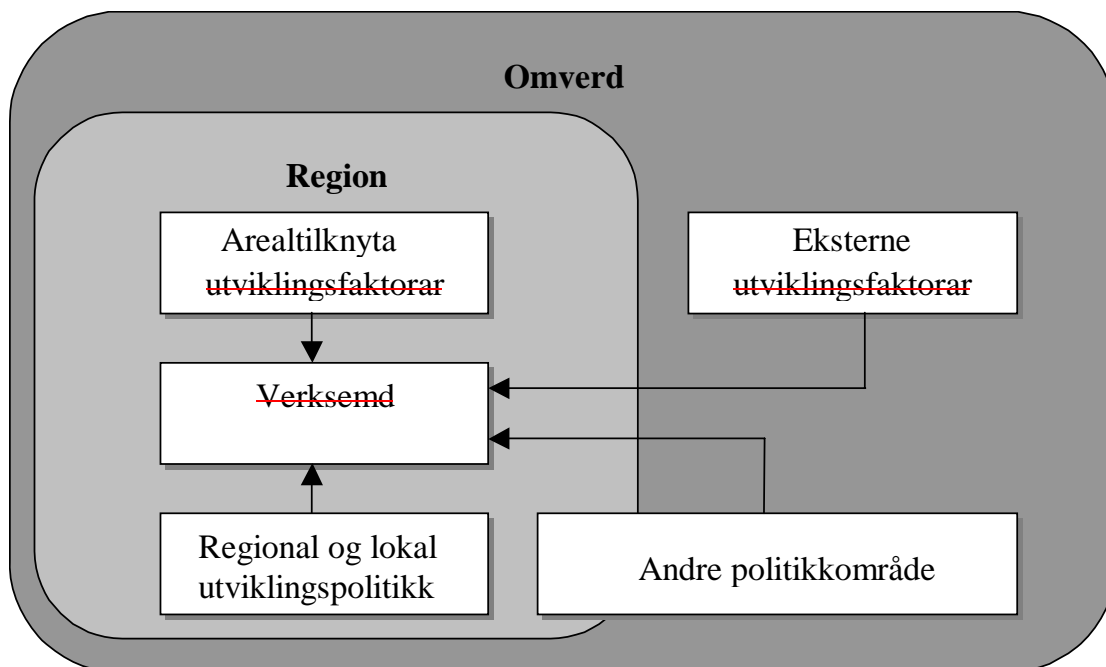 Omverd
Region
Arealtilknyta
utviklingsfaktorar
Eksterne
utviklingsfaktorar
Verksemd
Regional og lokal
utviklingspolitikk
Andre politikkområde